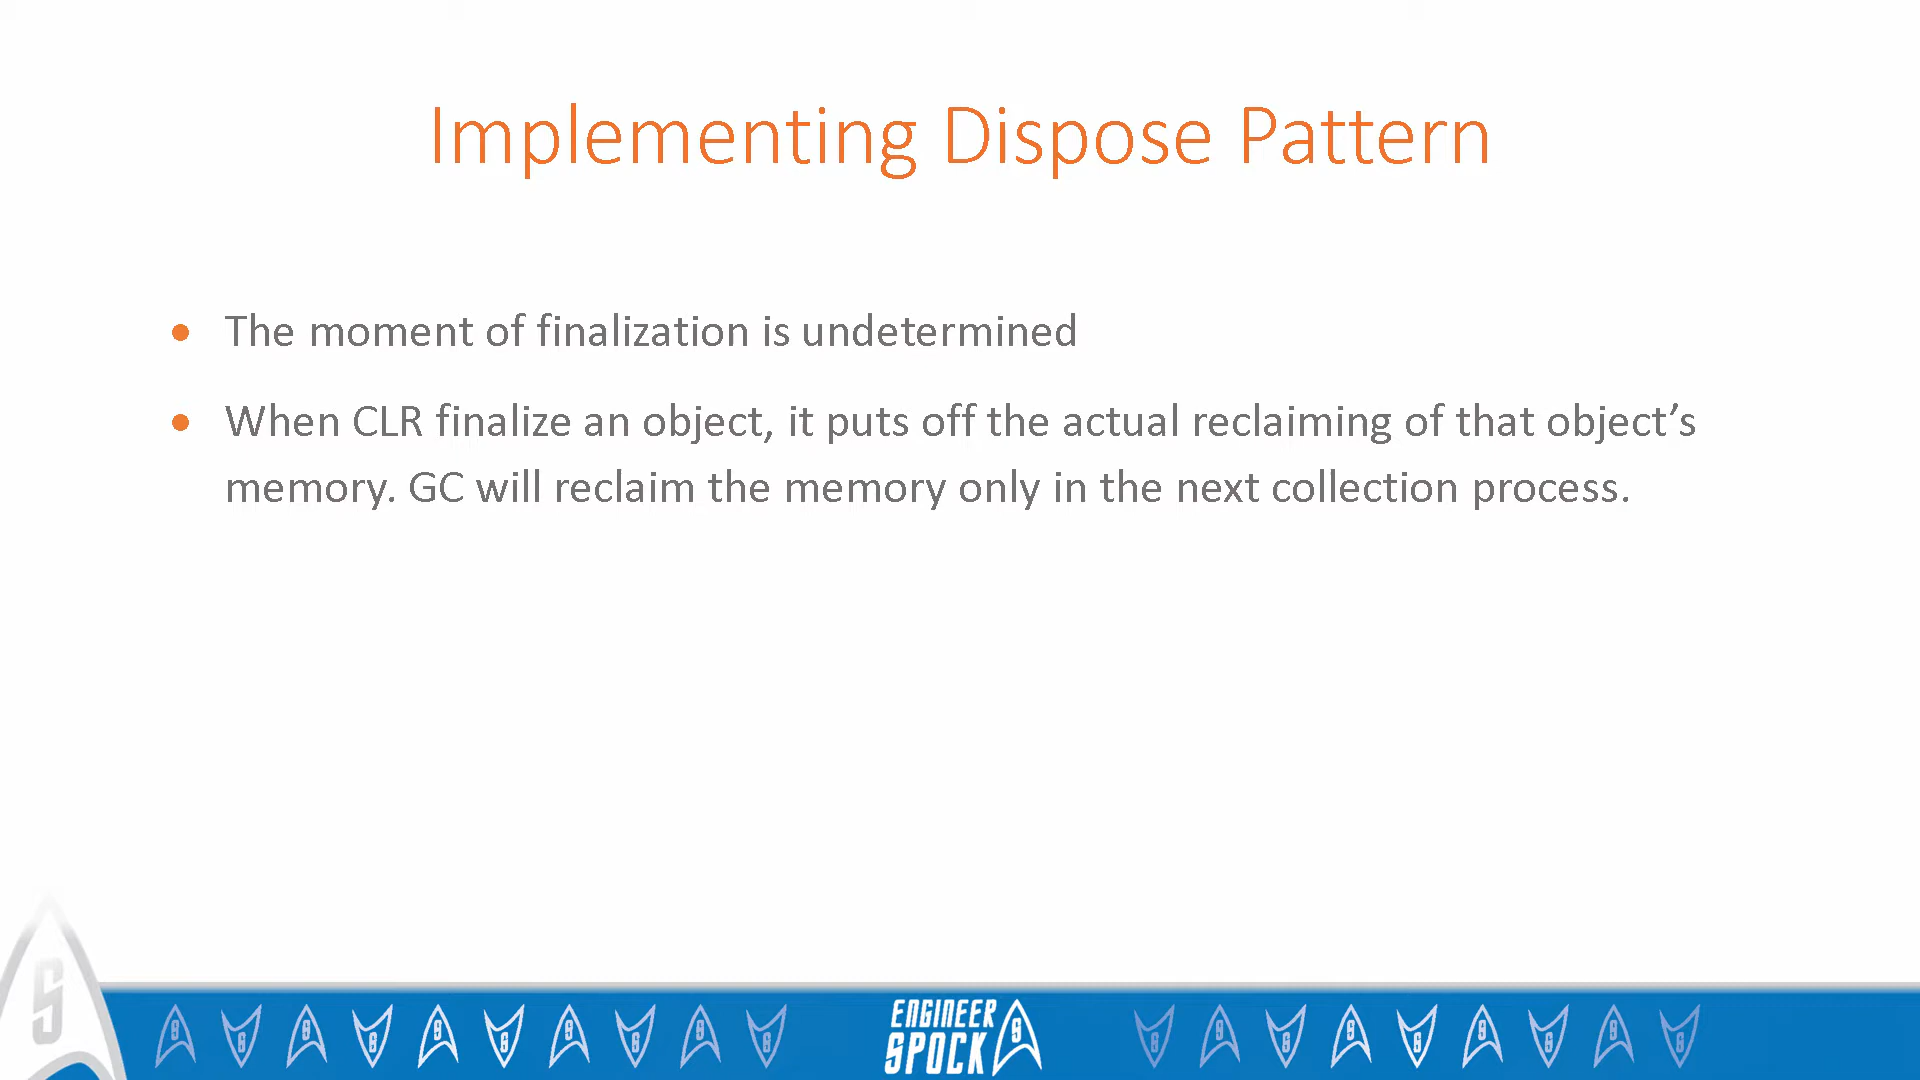 Implementing Dispose Pattern
• The moment of finalization is undetermined
• When CLR finalize an object, it puts off the actual reclaiming of that object’s
memory. GC will reclaim the memory only in the next collection process.
ENGINEER
SPOCK